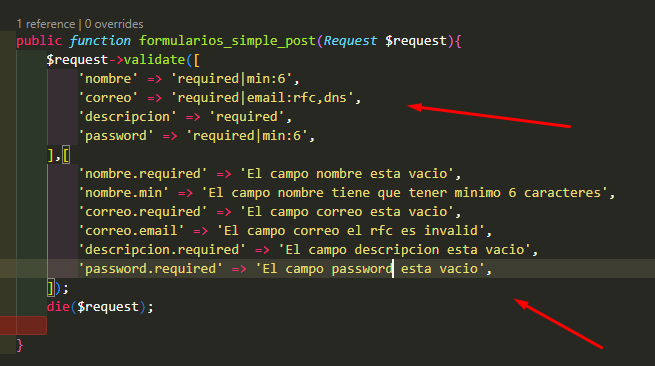 1 reference | 0 overrides
public function formularios_simple_post(Request $request){
$request->validate([
'nombre' => 'required|min:6',
'correo' => 'required|email:rfc,dns',
'descripcion' => 'required',
'password' => 'required|min:6',
],[
'nombre.required' => 'El campo nombre esta vacio',
'nombre.min' => 'El campo nombre tiene que tener minimo 6 caracteres',
'correo.required' => 'El campo correo esta vacio',
'correo.email' => 'El campo correo el rfc es invalid',
'descripcion.required' => 'El campo descripcion esta vacio',
'password.required' => 'El campo password esta vacio',
]);
die($request);
}